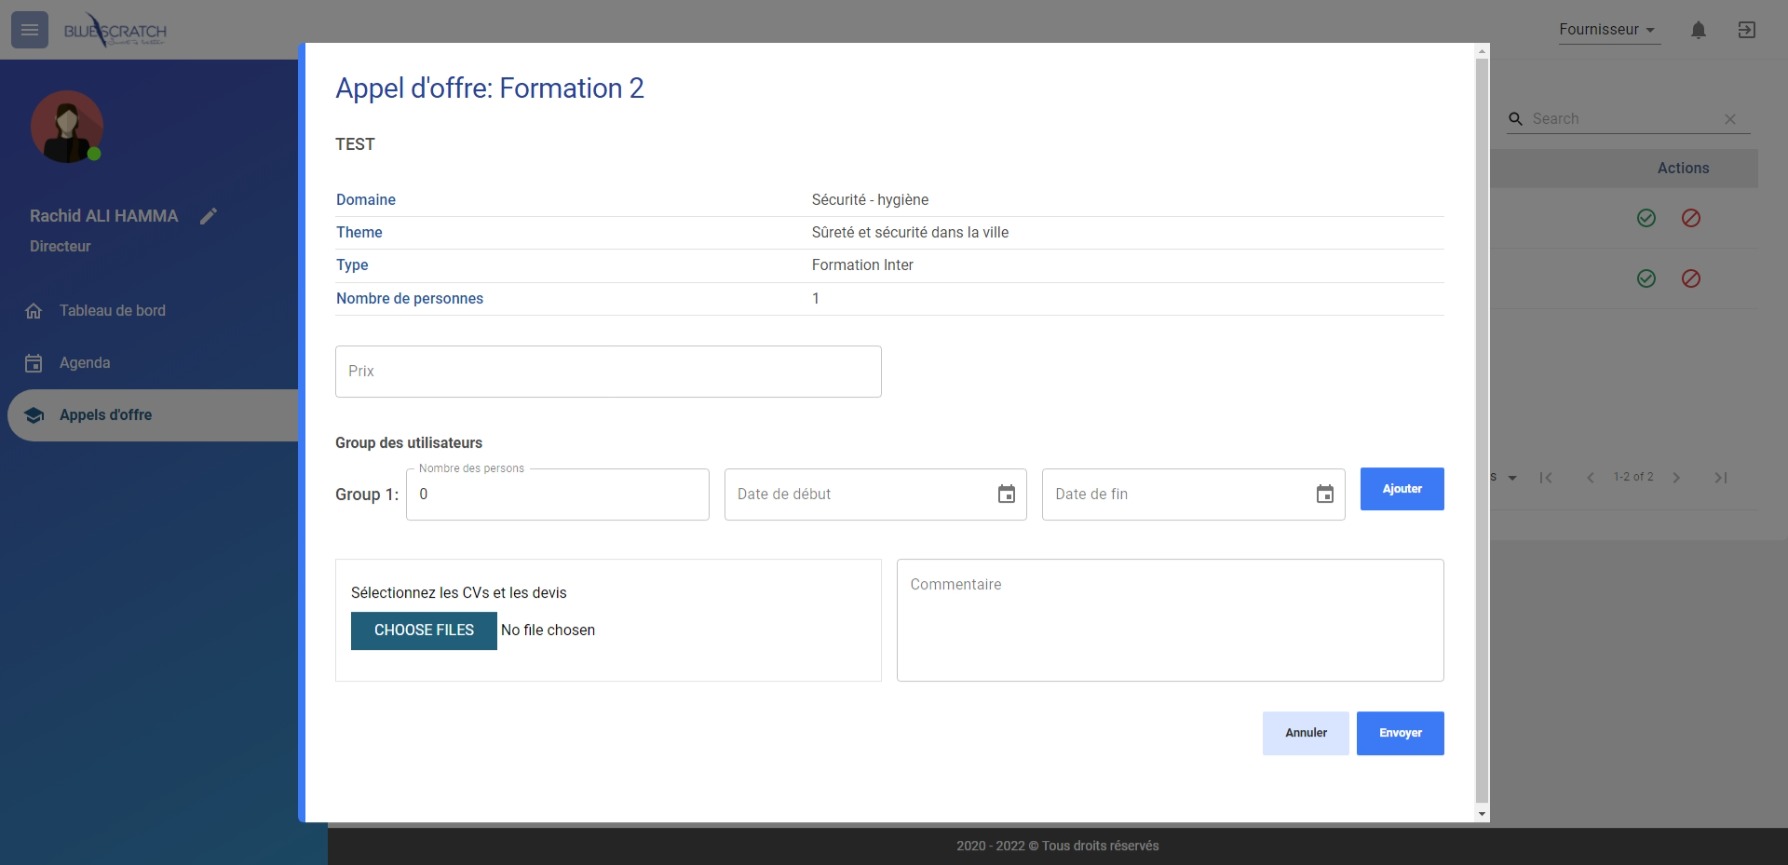 BLUESCRATCH
Fournisseur
Rachid ALI HAMMA
Directeur
Tableau de bord
Agenda
Appels d'offre
Appel d'offre: Formation 2
TEST
Domaine Sécurité - hygiène
Theme Sûreté et sécurité dans la ville
Type Formation Inter
Nombre de personnes 1
Prix
Group des utilisateurs
Nombre des persons
Group 1: 0 Date de début Date de fin Ajouter
Sélectionnez les CVs et les devis
CHOOSE FILES No file chosen
Commentaire
Annuler Envoyer
Search
Actions
s 1-2 of 2
2020 - 2022 © Tous droits réservés